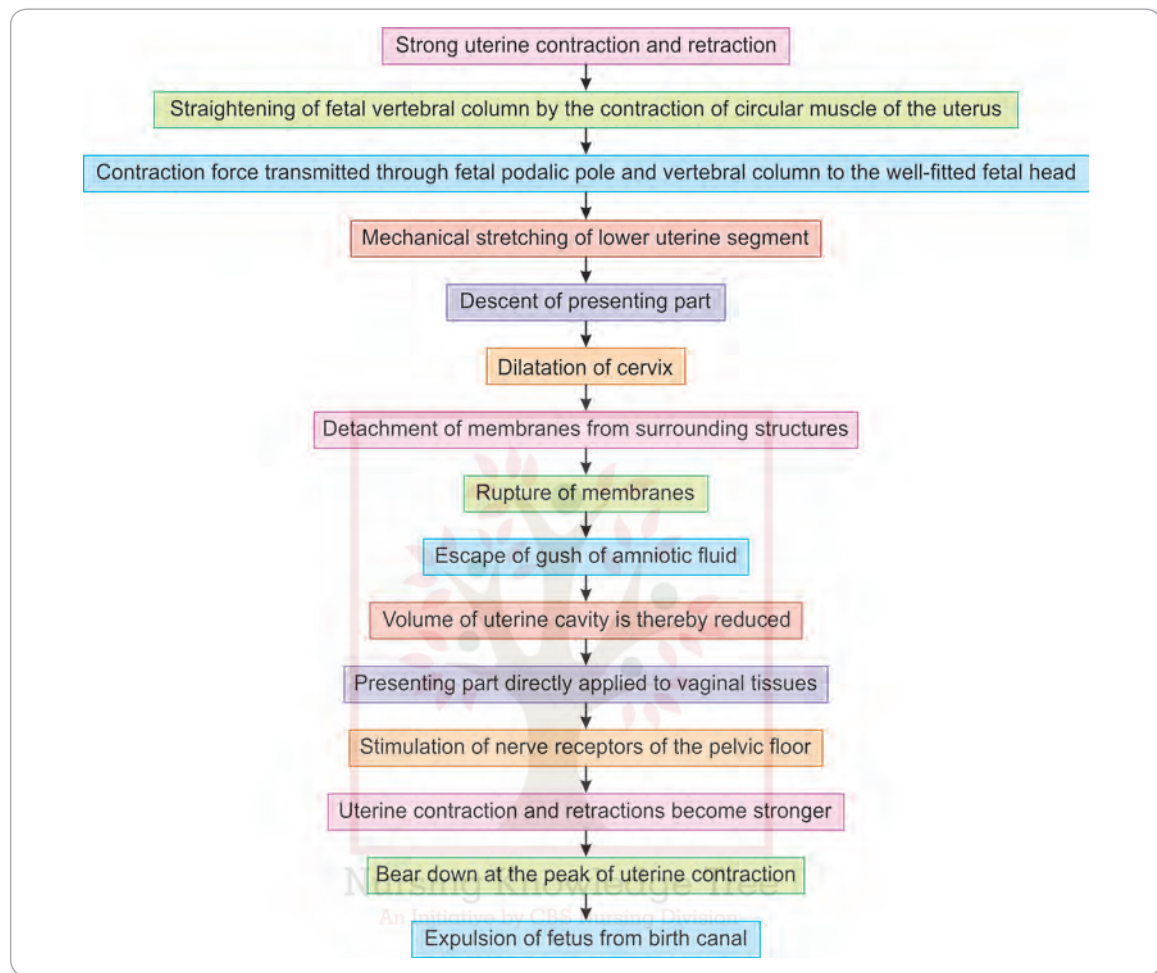 Strong uterine contraction and retraction
Straightening of fetal vertebral column by the contraction of circular muscle of the uterus
Contraction force transmitted through fetal podalic pole and vertebral column to the well-fitted fetal head
Mechanical stretching of lower uterine segment
Descent of presenting part
Dilatation of cervix
Detachment of membranes from surrounding structures
Rupture of membranes
Escape of gush of amniotic fluid
Volume of uterine cavity is thereby reduced
Presenting part directly applied to vaginal tissues
Stimulation of nerve receptors of the pelvic floor
Uterine contraction and retractions become stronger
Bear down at the peak of uterine contraction
Nursing Knowledge Tree
An Initiative by CBS Nursing Division
Expulsion of fetus from birth canal